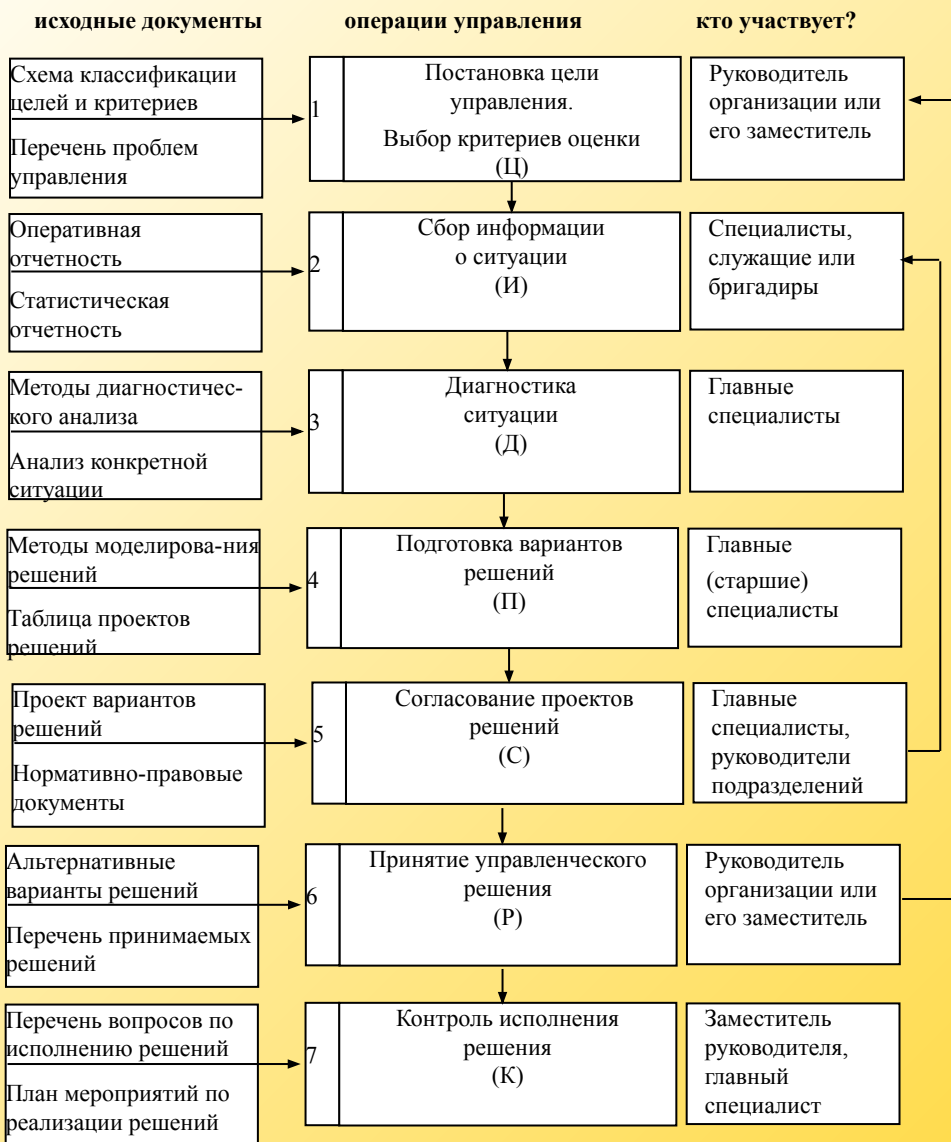 исходные документы
операции управления
кто участвует?
Схема классификации
целей и критериев
Перечень проблем
управления
1
Постановка цели
управления.
Выбор критериев оценки
(Ц)
Руководитель
организации или
его заместитель
Оперативная
отчетность
Статистическая
отчетность
2
Сбор информации
о ситуации
(И)
Специалисты,
служащие или
бригадиры
Методы диагностичес-
кого анализа
Анализ конкретной
ситуации
3
Диагностика
ситуации
(Д)
Главные
специалисты
Методы моделирова-ния
решений
Таблица проектов
решений
4
Подготовка вариантов
решений
(П)
Главные
(старшие)
специалисты
Проект вариантов
решений
Нормативно-правовые
документы
5
Согласование проектов
решений
(С)
Главные
специалисты,
руководители
подразделений
Альтернативные
варианты решений
Перечень принимаемых
решений
6
Принятие управленческого
решения
(Р)
Руководитель
организации или
его заместитель
Перечень вопросов по
исполнению решений
План мероприятий по
реализации решений
7
Контроль исполнения
решения
(К)
Заместитель
руководителя,
главный
специалист